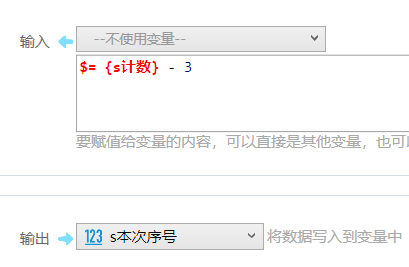 输入 --不使用变量--
$= {s计数} - 3
要赋值给变量的内容，可以直接是其他变量，也可
输出 123 s本次序号 将数据写入到变量中